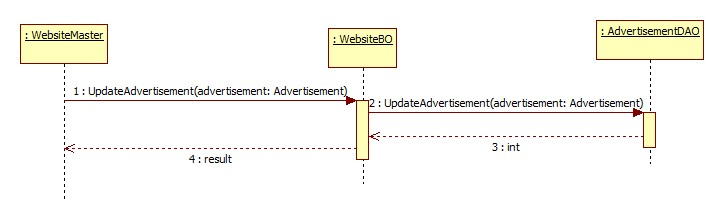 : WebsiteMaster
: WebsiteBO
: AdvertisementDAO
1 : UpdateAdvertisement(advertisement: Advertisement)
2 : UpdateAdvertisement(advertisement: Advertisement)
3 : int
4 : result